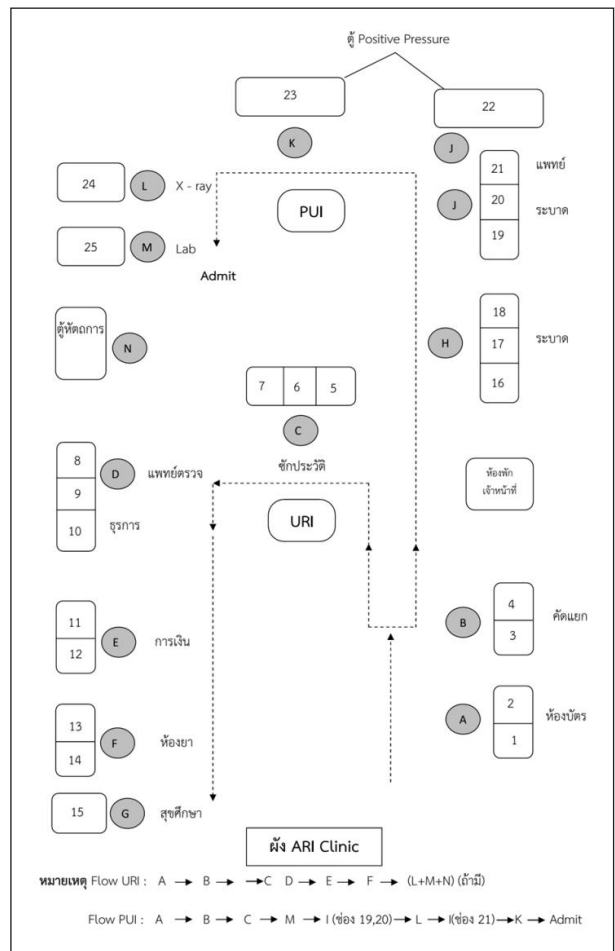 ตู้ Positive Pressure
23
22
K
J
21
แพทย์
24
L
X - ray
PUI
J
20
ระบาด
19
25
M
Lab
Admit
ตู้หัตถการ
N
18
H
17
ระบาด
16
7
6
5
C
ซักประวัติ
8
D
แพทย์ตรวจ
9
10
ธุรการ
URI
ห้องพัก
เจ้าหน้าที่
4
B
3
คัดแยก
11
E
12
การเงิน
2
A
1
ห้องบัตร
13
F
14
ห้องยา
15
G
สุขศึกษา
ผัง ARI Clinic
หมายเหตุ Flow URI : A → B → →C D → E → F → (L+M+N) (ถ้ามี)
Flow PUI : A → B → C → M → I (ช่อง 19,20)→ L → I(ช่อง 21)→K → Admit